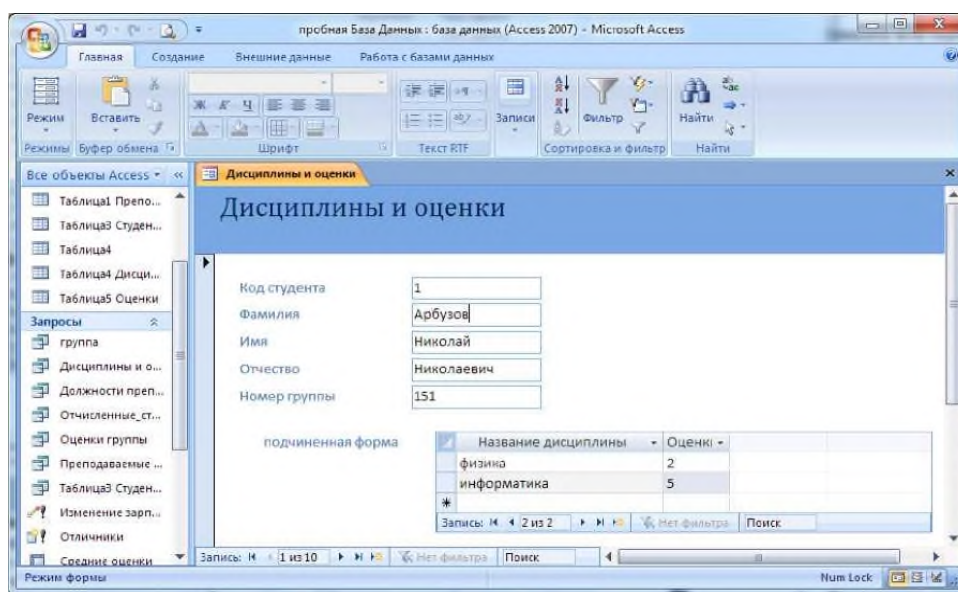 пробная База Данных : база данных (Access 2007) - Microsoft Access
Главная Создание Внешние данные Работа с базами данных
Режим Вставить Ж К Ч Записи Фильтр Найти
Режимы Буфер обмена Шрифт Текст RTF Сортировка и фильтр Найти
Все объекты Access
Таблица1 Препо...
Таблица3 Студен...
Таблица4
Таблица4 Дисци...
Таблица5 Оценки
Запросы
группа
Дисциплины и о...
Должности преп...
Отчисленные_ст...
Оценки группы
Преподаваемые ...
Таблица3 Студен...
Изменение зарп...
Отличники
Средние оценки
Дисциплины и оценки
Дисциплины и оценки
Код студента 1
Фамилия Арбузов
Имя Николай
Отчество Николаевич
Номер группы 151
подчиненная форма
Название дисциплины Оценкі
физика 2
информатика 5
Запись: 2 из 2 Нет фильтра Поиск
Запись: 1 из 10 Нет фильтра Поиск
Режим формы Num Lock